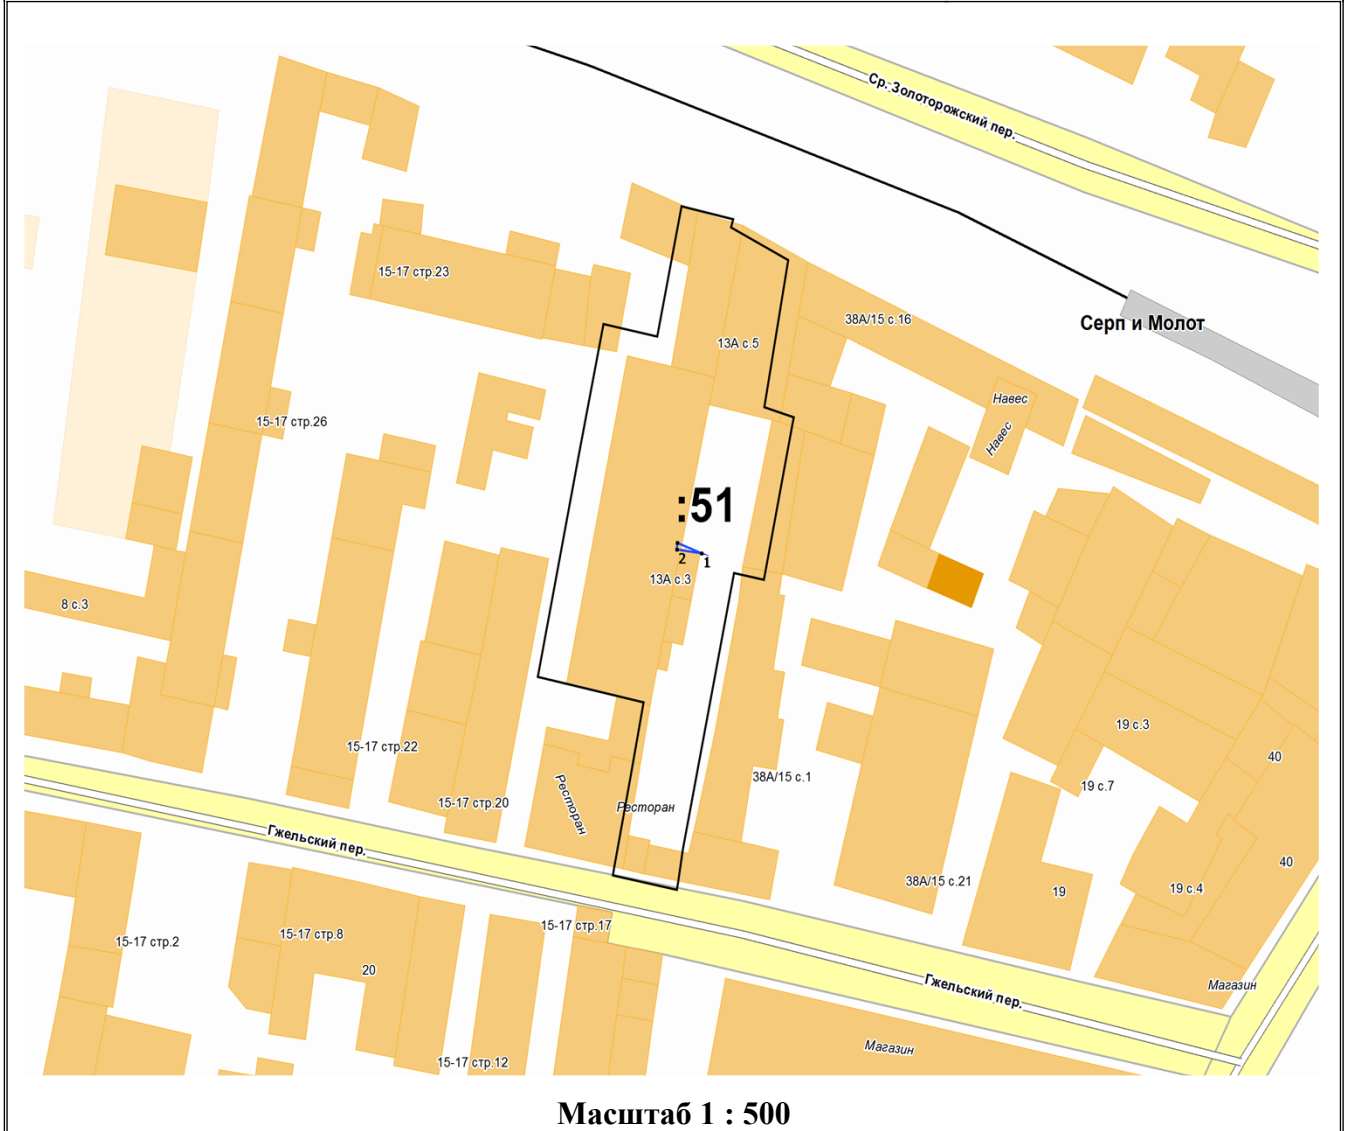 Ср. Золоторожский пер.
15-17 стр.23
38А/15 с.16
Серп и Молот
13А с.5
Навес
Навес
15-17 стр.26
:51
2
1
13А с.3
8 с.3
19 с.3
15-17 стр.22
40
38А/15 с.1
19 с.7
15-17 стр.20
Ресторан
Ресторан
Гжельский пер.
40
38А/15 с.21
19
19 с.4
15-17 стр.17
15-17 стр.8
15-17 стр.2
20
Гжельский пер.
Магазин
Магазин
15-17 стр.12
Масштаб 1 : 500